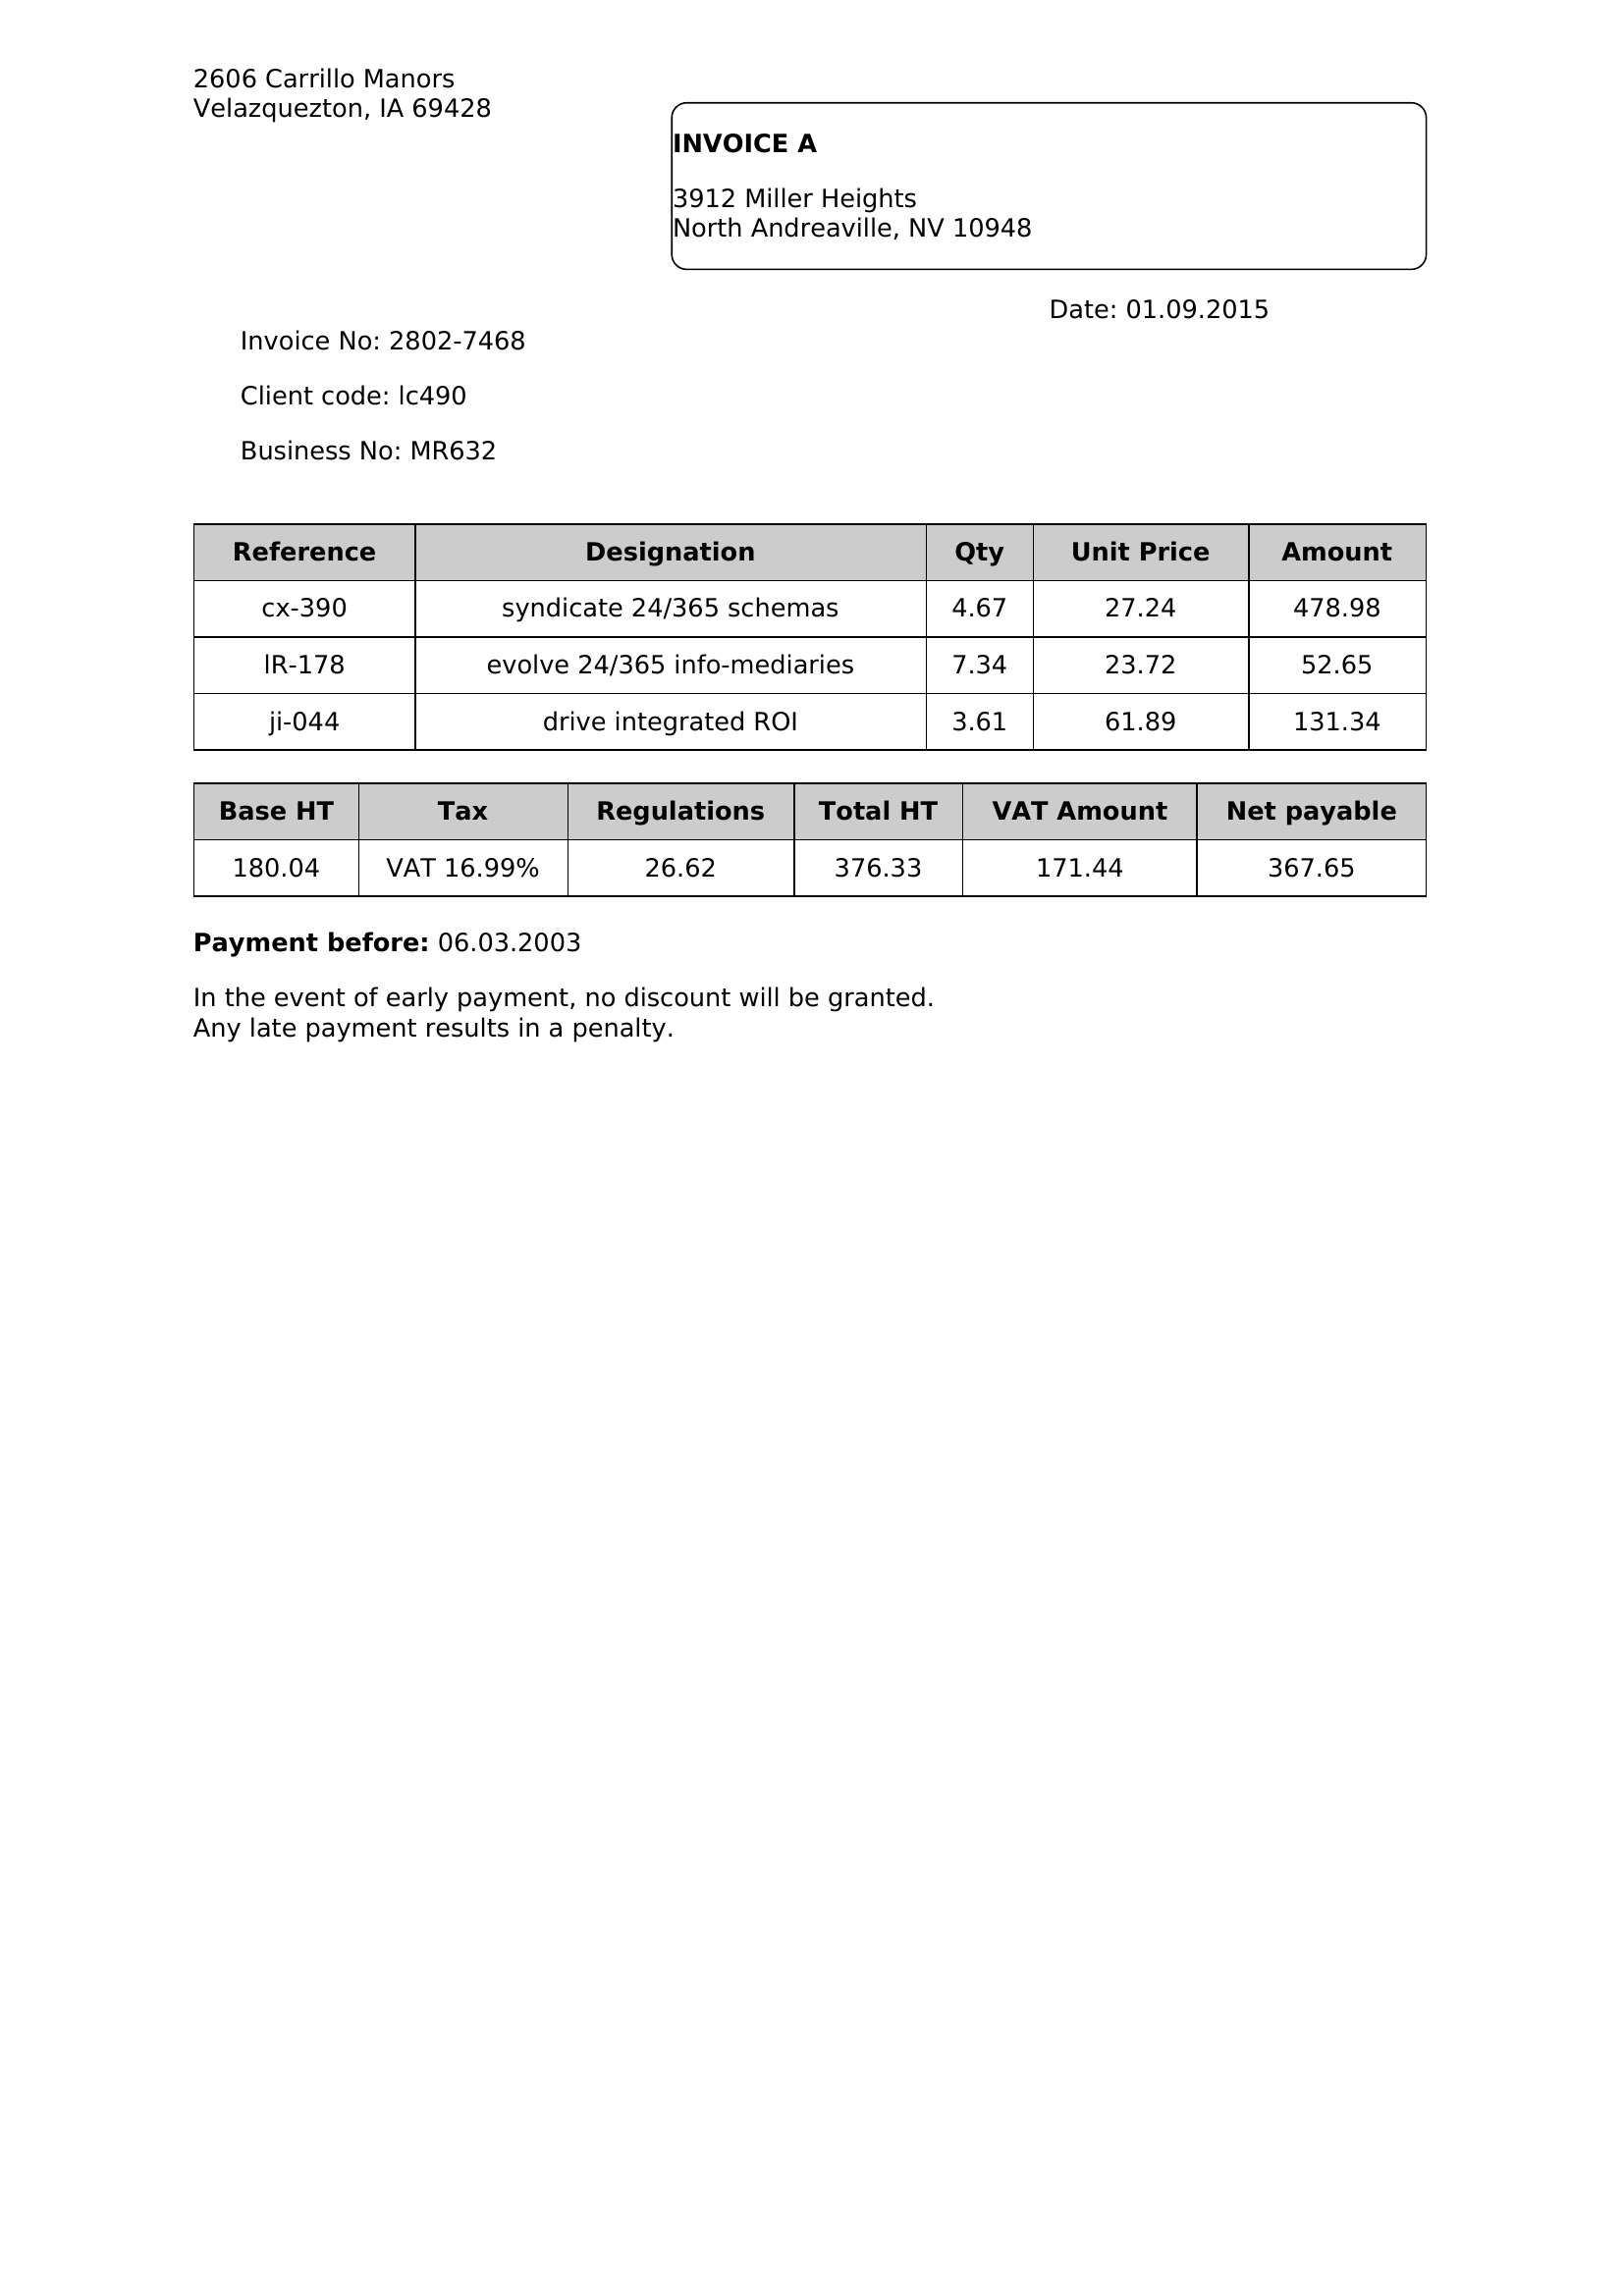 2606 Carrillo Manors
Velazquezton, IA 69428
INVOICE A
3912 Miller Heights
North Andreaville, NV 10948
Date: 01.09.2015
Invoice No: 2802-7468
Client code: lc490
Business No: MR632
Reference Designation Qty Unit Price Amount
cx-390 syndicate 24/365 schemas 4.67 27.24 478.98
lR-178 evolve 24/365 info-mediaries 7.34 23.72 52.65
ji-044 drive integrated ROI 3.61 61.89 131.34
Base HT Tax Regulations Total HT VAT Amount Net payable
180.04 VAT 16.99% 26.62 376.33 171.44 367.65
Payment before: 06.03.2003
In the event of early payment, no discount will be granted.
Any late payment results in a penalty.